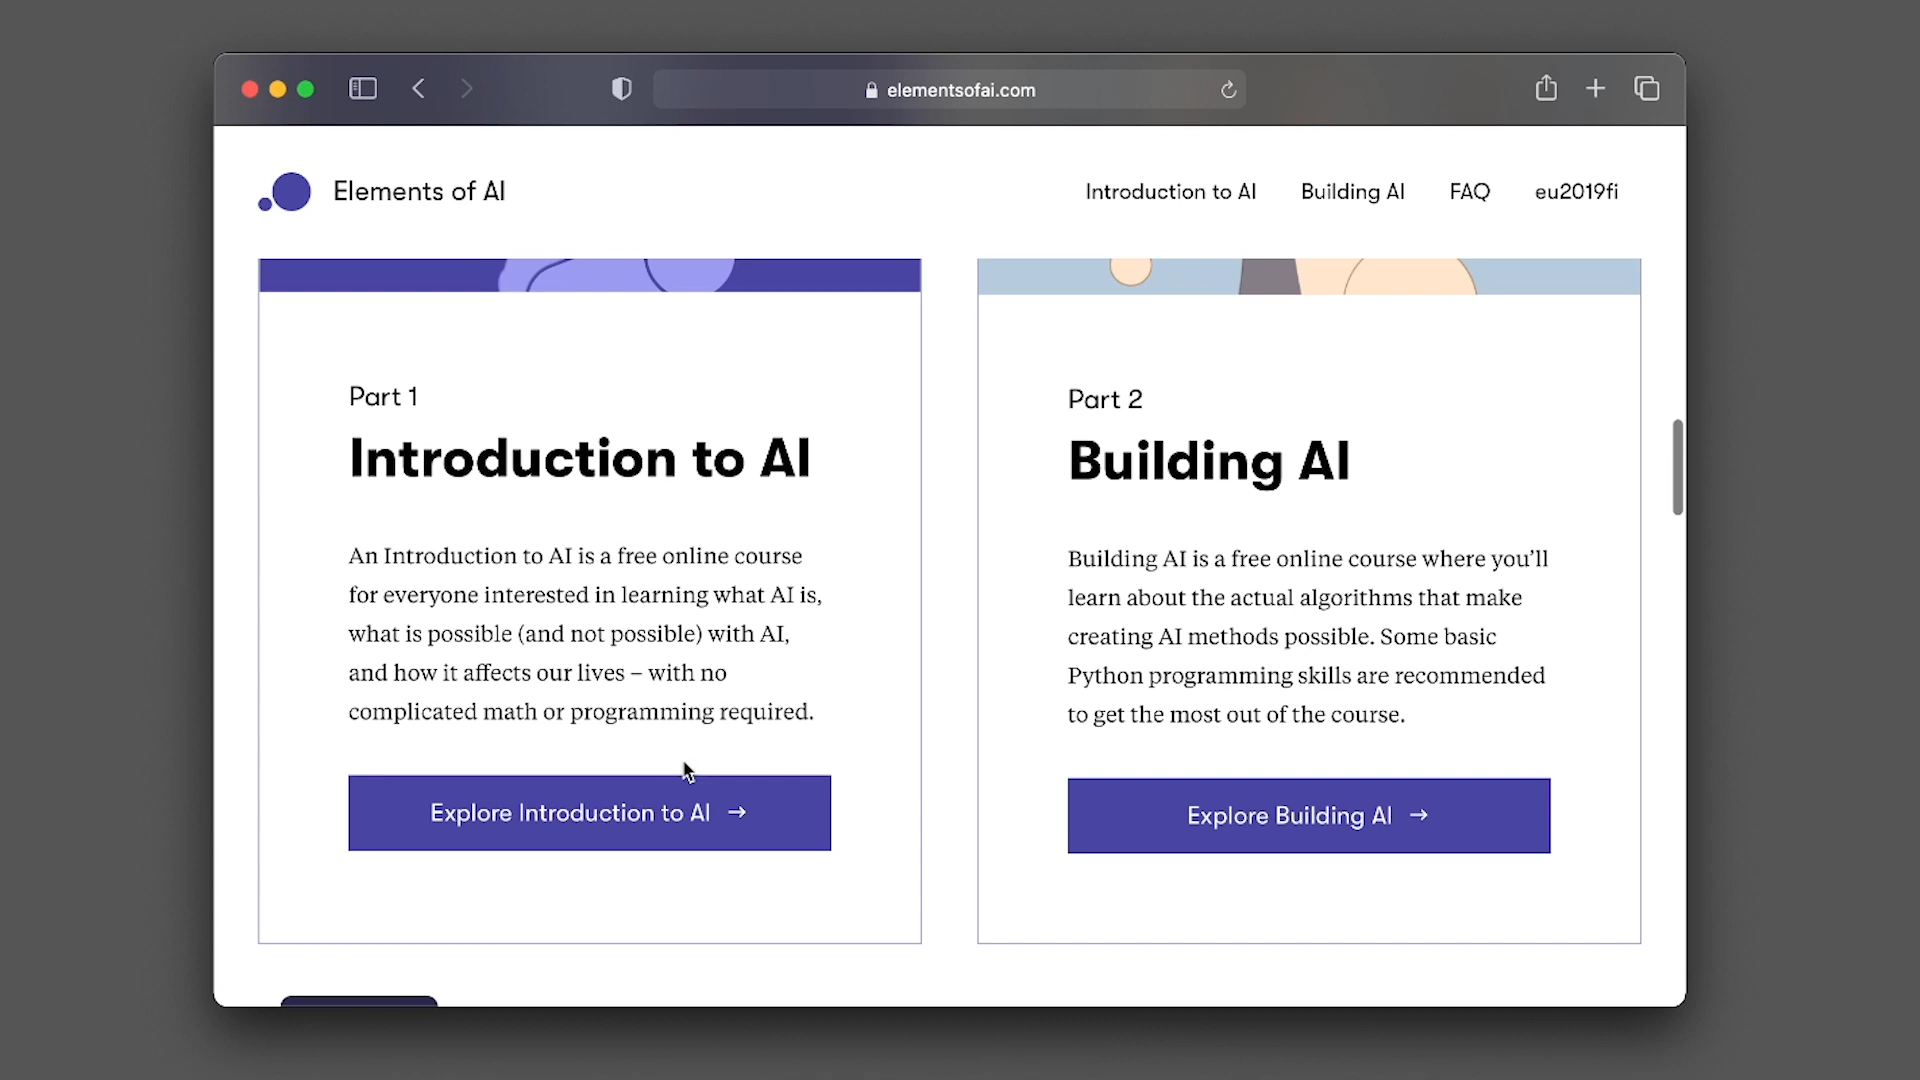 elementsofai.com
Elements of AI
Introduction to AI
Building AI
FAQ
eu2019fi
Part 1
Introduction to AI
An Introduction to AI is a free online course
for everyone interested in learning what AI is,
what is possible (and not possible) with AI,
and how it affects our lives – with no
complicated math or programming required.
Explore Introduction to AI →
Part 2
Building AI
Building AI is a free online course where you’ll
learn about the actual algorithms that make
creating AI methods possible. Some basic
Python programming skills are recommended
to get the most out of the course.
Explore Building AI →